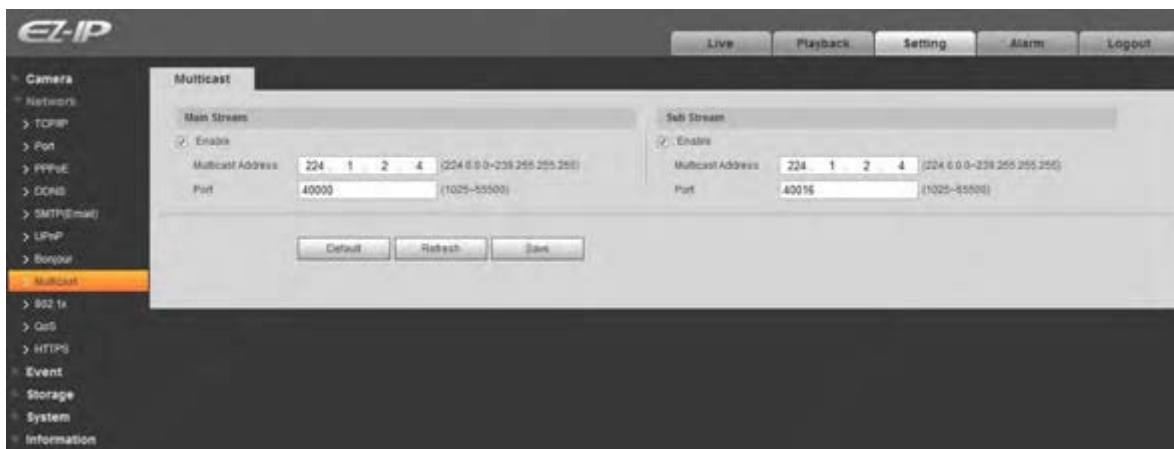 EZ-IP
Live Playback Setting Alarm Logout
Camera
Network
> TCP/IP
> Port
> PPPoE
> DDNS
> SMTP(Email)
> UPnP
> Bonjour
> Multicast
> 802.1x
> QoS
> HTTPS
Event
Storage
System
Information
Multicast
Main Stream
Enable
Multicast Address 224 . 1 . 2 . 4 (224.0.0.0~239.255.255.255)
Port 40000 (1025~65500)
Sub Stream
Enable
Multicast Address 224 . 1 . 2 . 4 (224.0.0.0~239.255.255.255)
Port 40016 (1025~65500)
Default Refresh Save